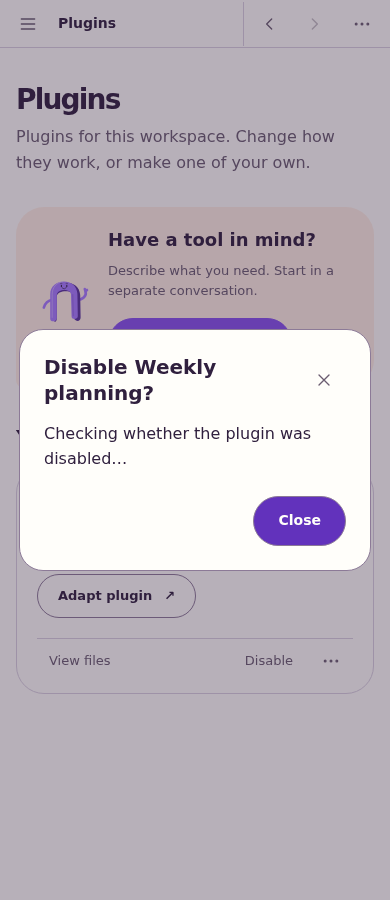 Plugins
Plugins
Plugins for this workspace. Change how
they work, or make one of your own.
Have a tool in mind?
Describe what you need. Start in a
separate conversation.
Disable Weekly
planning?
Checking whether the plugin was
disabled…
Close
Adapt plugin ↗
View files
Disable